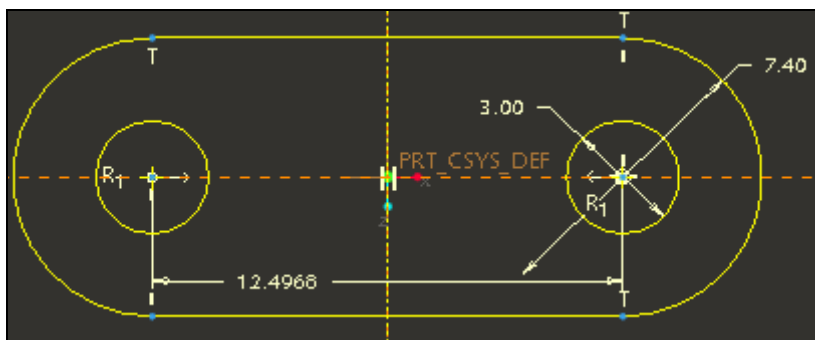 T
T
7.40
3.00
PRT_CSYS_DEF
R1
x
R1
z
12.4968
T